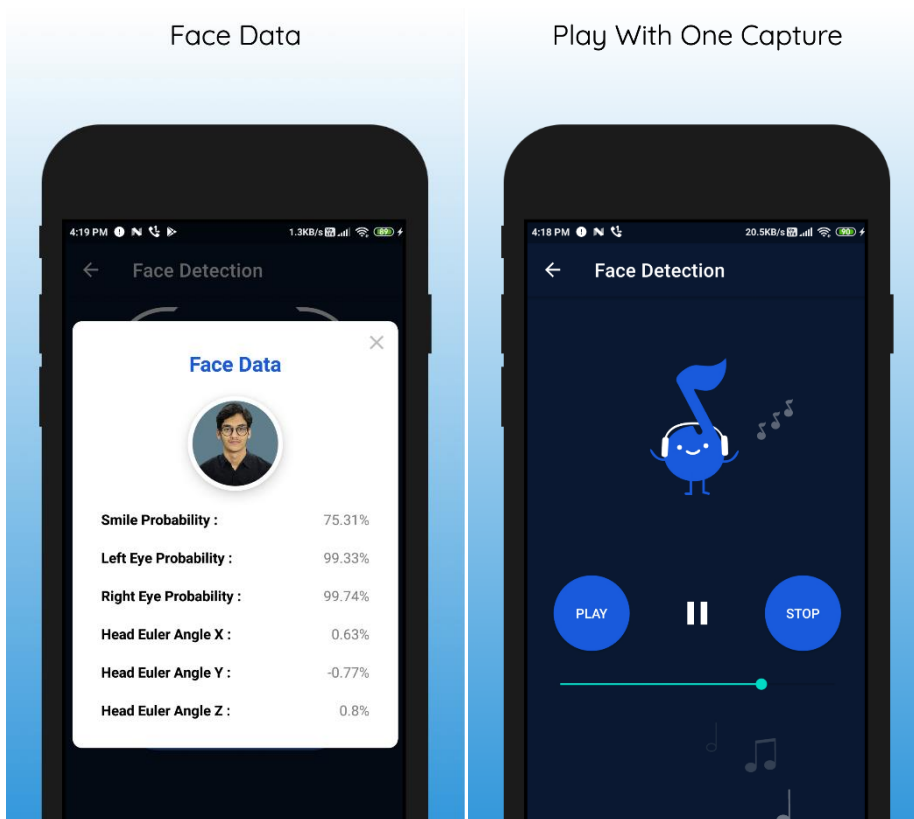 Face Data
4:19 PM
1.3KB/s 89
Face Detection
Face Data
Smile Probability : 75.31%
Left Eye Probability : 99.33%
Right Eye Probability : 99.74%
Head Euler Angle X : 0.63%
Head Euler Angle Y : -0.77%
Head Euler Angle Z : 0.8%
Play With One Capture
4:18 PM
20.5KB/s 90
Face Detection
PLAY
STOP